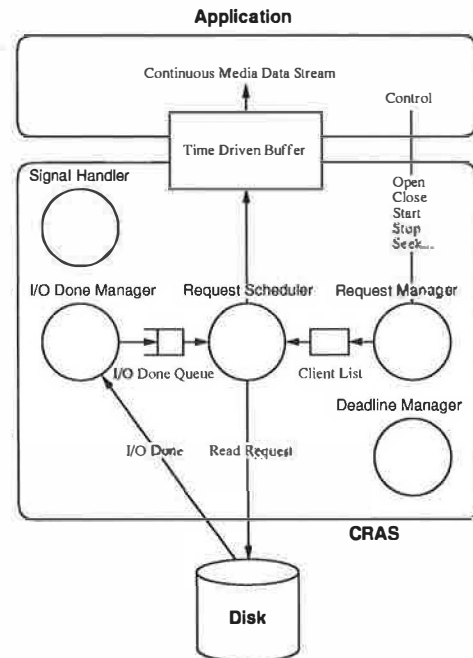 Application
Continuous Media Data Stream
Control
Time Driven Buffer
Signal Handler
Open
Close
Start
Stop
Seek...
I/O Done Manager
Request Scheduler
Request Manager
I/O Done Queue
Client List
Deadline Manager
I/O Done
Read Request
CRAS
Disk